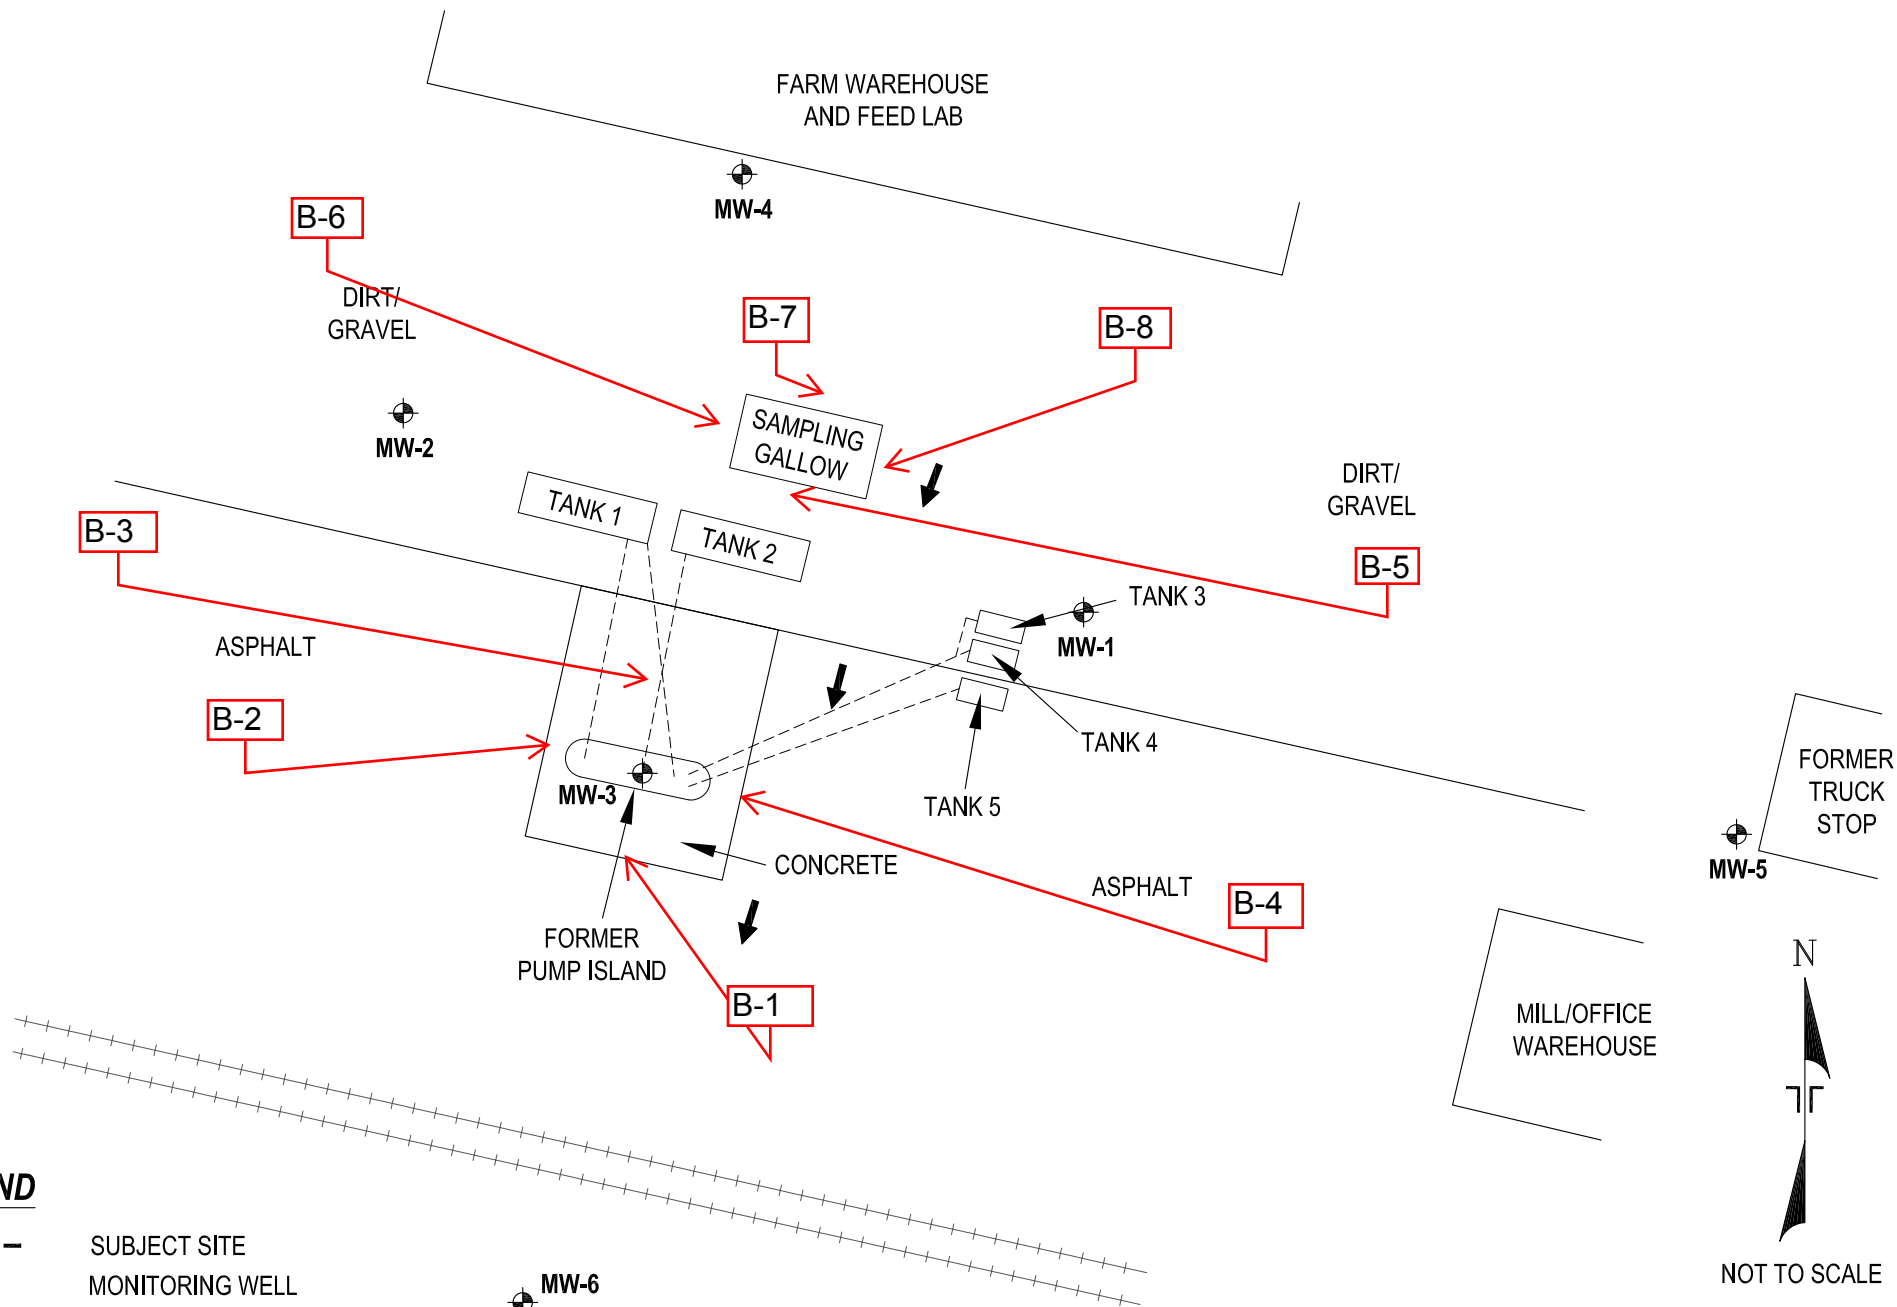 FARM WAREHOUSE
AND FEED LAB
MW-4
B-6
DIRT/
GRAVEL
B-7
B-8
MW-2
SAMPLING
GALLOW
DIRT/
GRAVEL
TANK 1
TANK 2
B-3
B-5
TANK 3
MW-1
ASPHALT
B-2
TANK 4
TANK 5
MW-3
FORMER
TRUCK
STOP
MW-5
CONCRETE
ASPHALT
B-4
FORMER
PUMP ISLAND
B-1
N
MILL/OFFICE
WAREHOUSE
ND
SUBJECT SITE
MONITORING WELL
MW-6
NOT TO SCALE